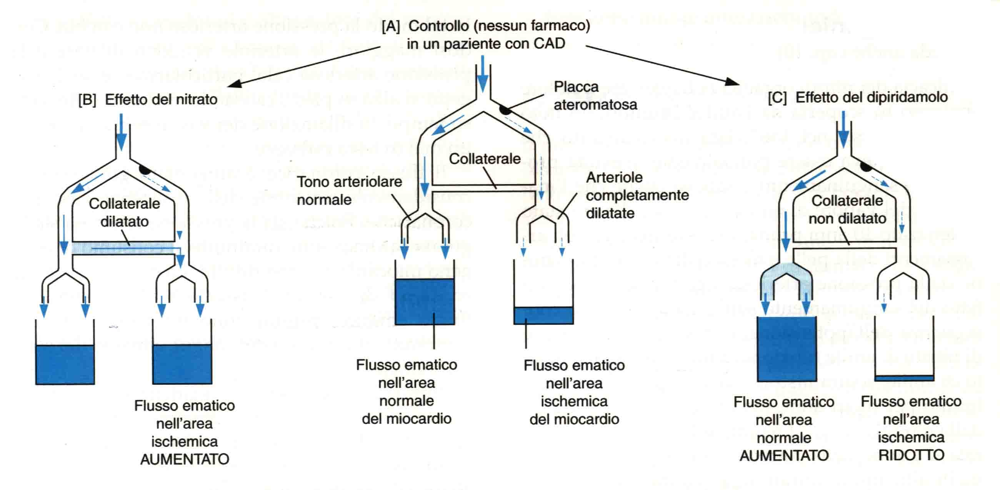 [A] Controllo (nessun farmaco)
in un paziente con CAD
[B] Effetto del nitrato
Placca
ateromatosa
[C] Effetto del dipiridamolo
Collaterale
dilatato
Collaterale
Tono arteriolare
normale
Arteriole
completamente
dilatate
Collaterale
non dilatato
Flusso ematico
nell'area
ischemica
AUMENTATO
Flusso ematico
nell'area
normale
del miocardio
Flusso ematico
nell'area
ischemica
del miocardio
Flusso ematico
nell'area
normale
AUMENTATO
Flusso ematico
nell'area
ischemica
RIDOTTO